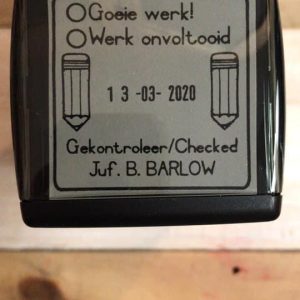 Goeie werk!
Werk onvoltooid
1 3 -03- 2020
Gekontroleer/Checked
Juf. B. BARLOW